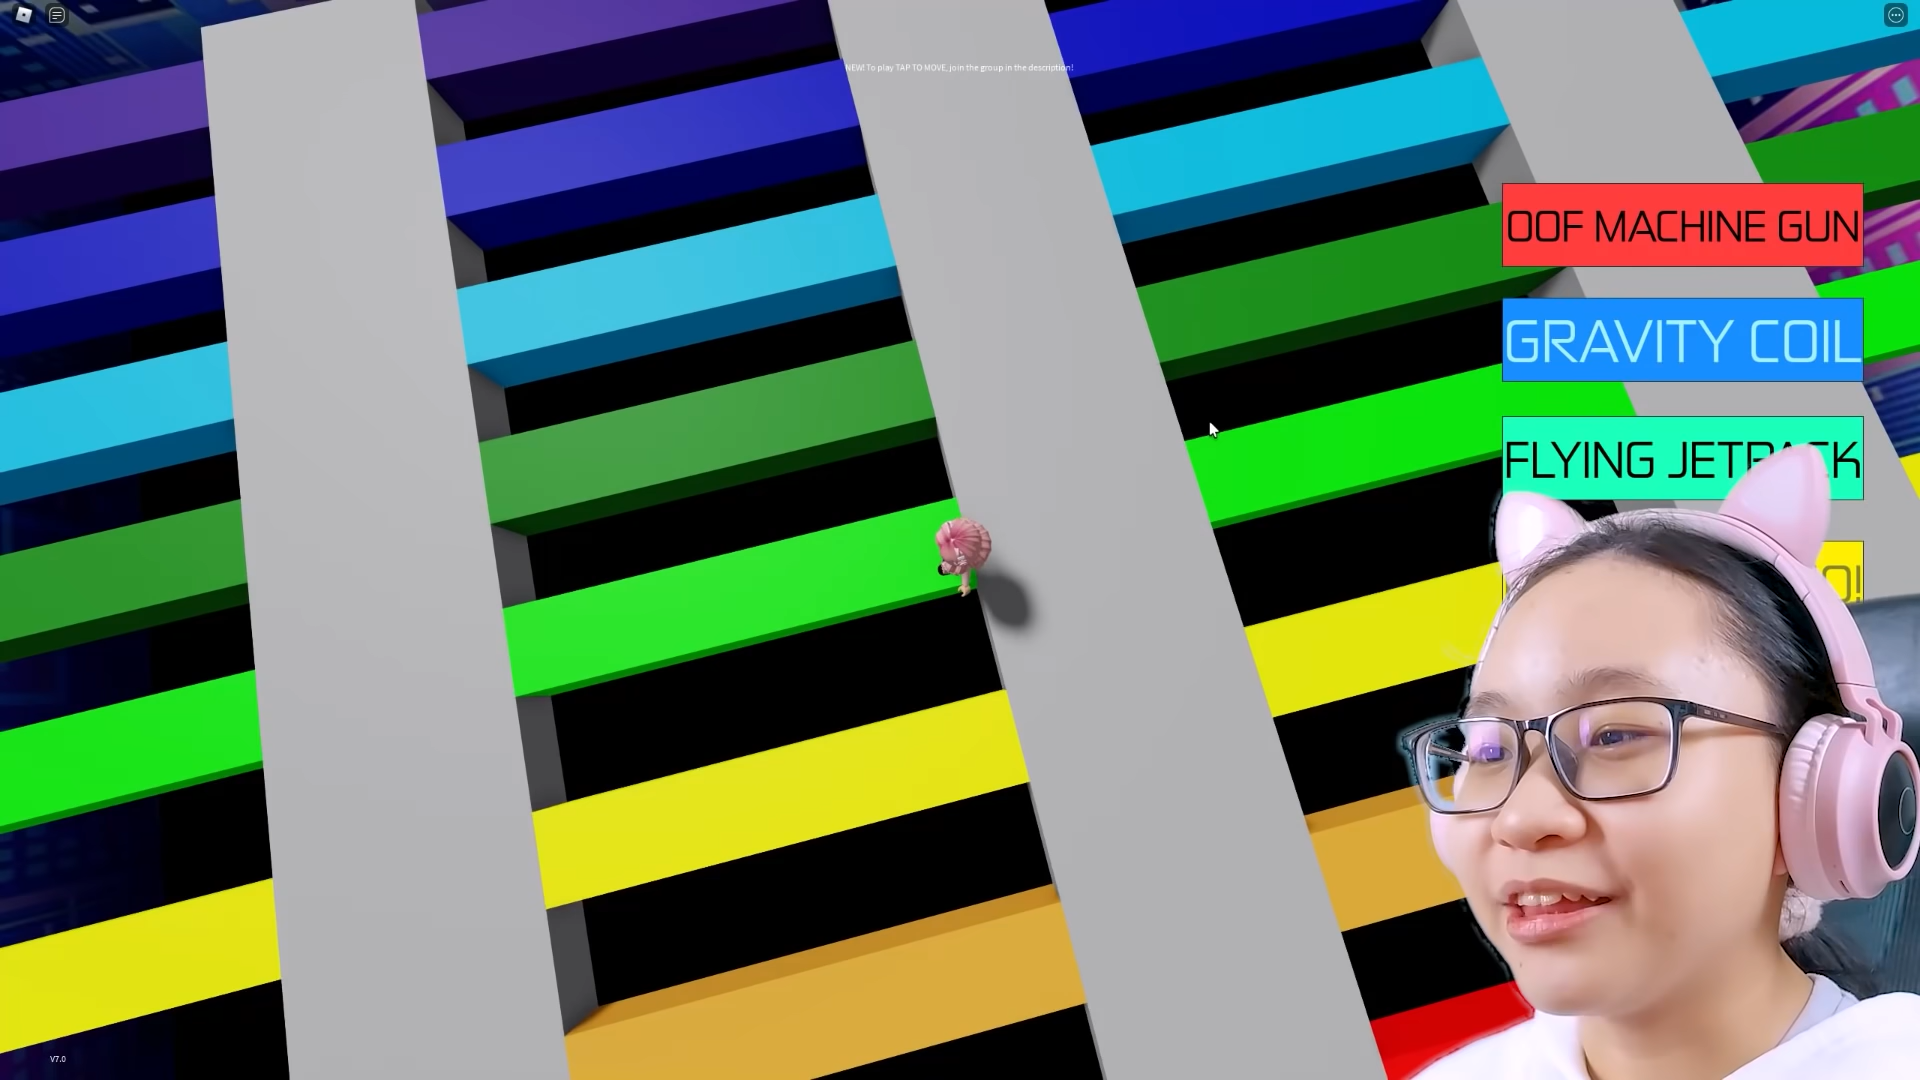 NEW! To play TAP TO MOVE, join the group in the description!
OOF MACHINE GUN
GRAVITY COIL
FLYING JETPACK
V7.0